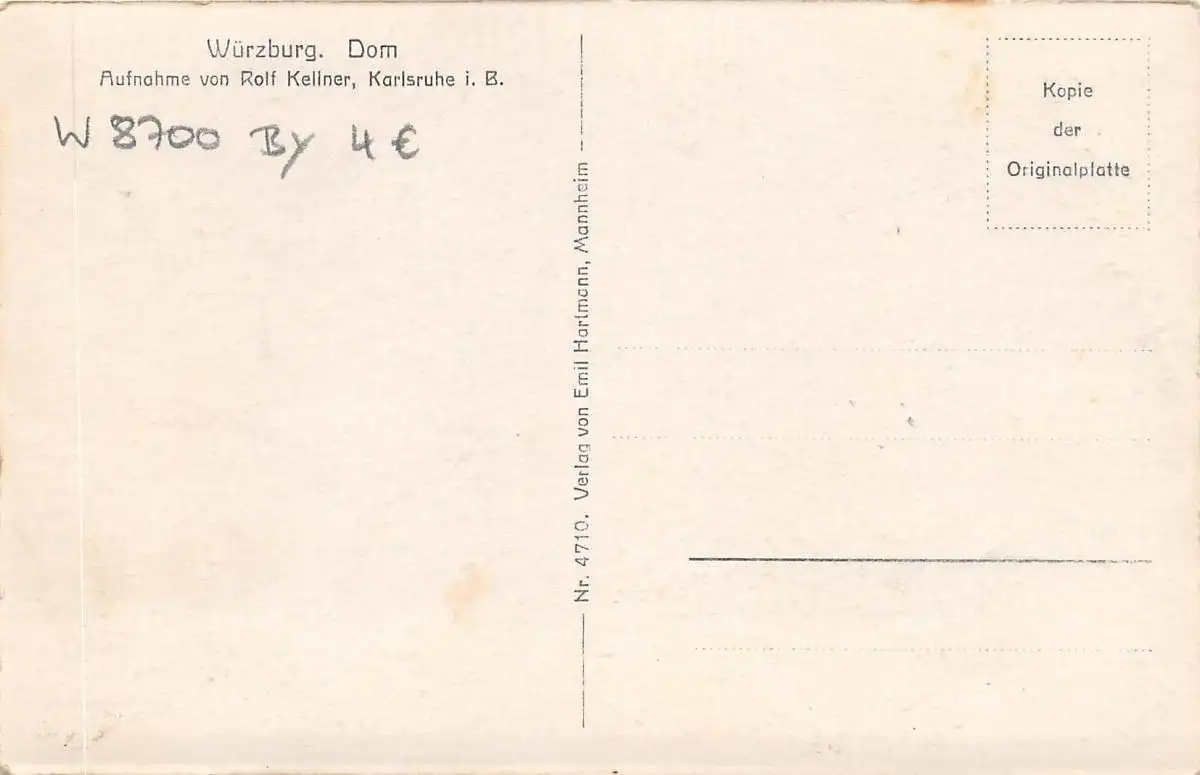 Würzburg. Dom
Aufnahme von Rolf Kellner, Karlsruhe i. B.
W 8700 By 4 €
Nr. 4710. Verlag von Emil Hartmann, Mannheim
Kopie
der
Originalplatte